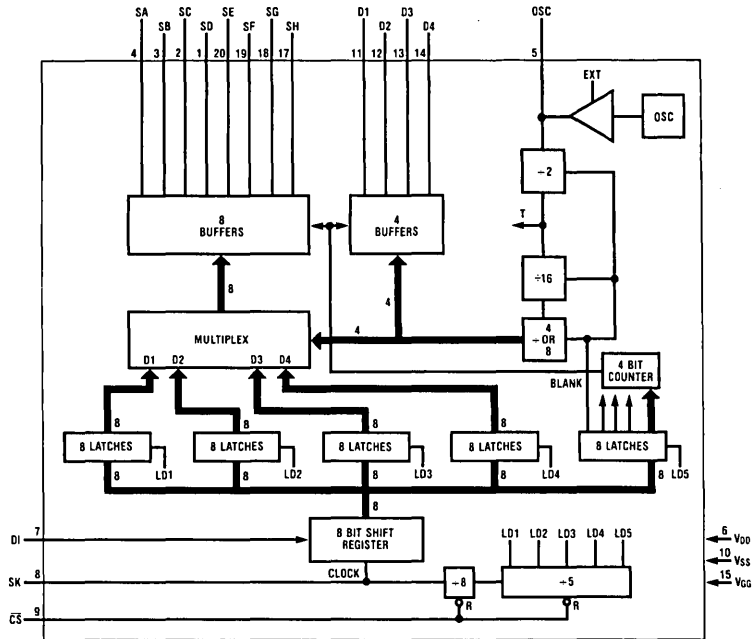 SA SB SC SD SE SF SG SH D1 D2 D3 D4 OSC
4 3 2 1 20 19 18 17 11 12 13 14 5
EXT
OSC
÷2
8 BUFFERS
4 BUFFERS
T
÷16
8
4
MULTIPLEX
4
4
÷ OR
8
D1 D2 D3 D4
BLANK
4 BIT COUNTER
8 8 8 8
8 LATCHES 8 LATCHES 8 LATCHES 8 LATCHES 8 LATCHES
LD1 LD2 LD3 LD4 LD5
8 8 8 8 8
8
DI 7
8 BIT SHIFT REGISTER
LD1 LD2 LD3 LD4 LD5
6 VDD
10 VSS
15 VGG
SK 8
CLOCK
÷8
÷5
R R
C̅S̅ 9